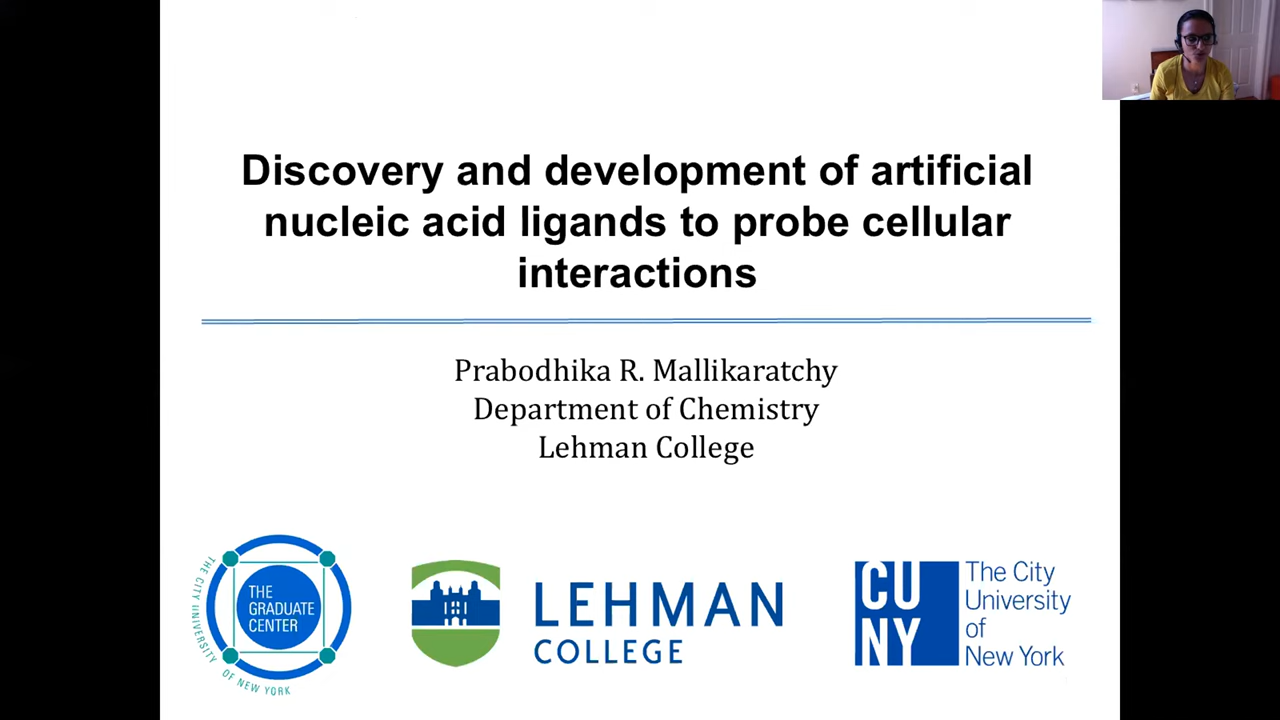 Discovery and development of artificial
nucleic acid ligands to probe cellular
interactions
Prabodhika R. Mallikaratchy
Department of Chemistry
Lehman College
THE CITY UNIVERSITY
OF NEW YORK
THE
GRADUATE
CENTER
LEHMAN
COLLEGE
CU
NY
The City
University
of
New York